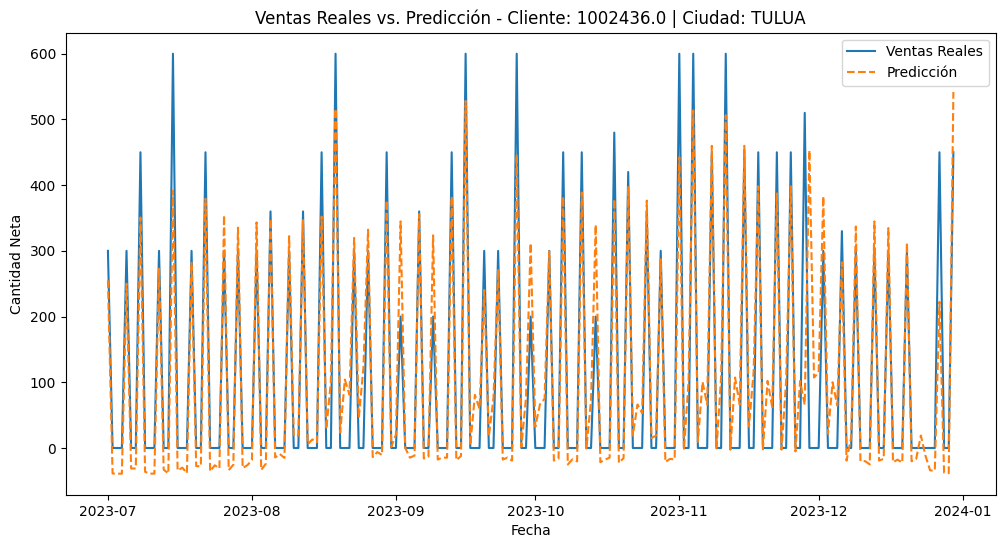 Ventas Reales vs. Predicción - Cliente: 1002436.0 | Ciudad: TULUA
Ventas Reales
Predicción
Cantidad Neta
600
500
400
300
200
100
0
2023-07
2023-08
2023-09
2023-10
2023-11
2023-12
2024-01
Fecha